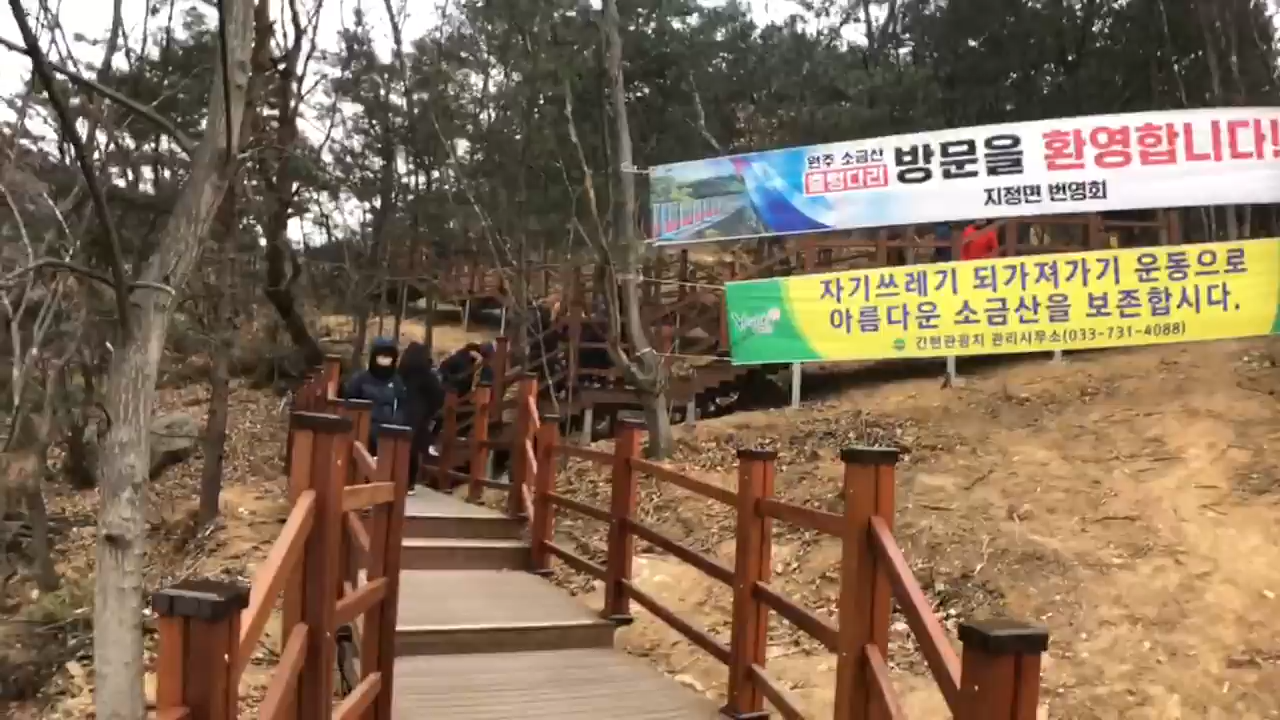 원주 소금산
출렁다리
방문을 환영합니다!
지정면 번영회
자기쓰레기 되가져가기 운동으로
아름다운 소금산을 보존합시다.
간현관광지 관리사무소(033-731-4088)